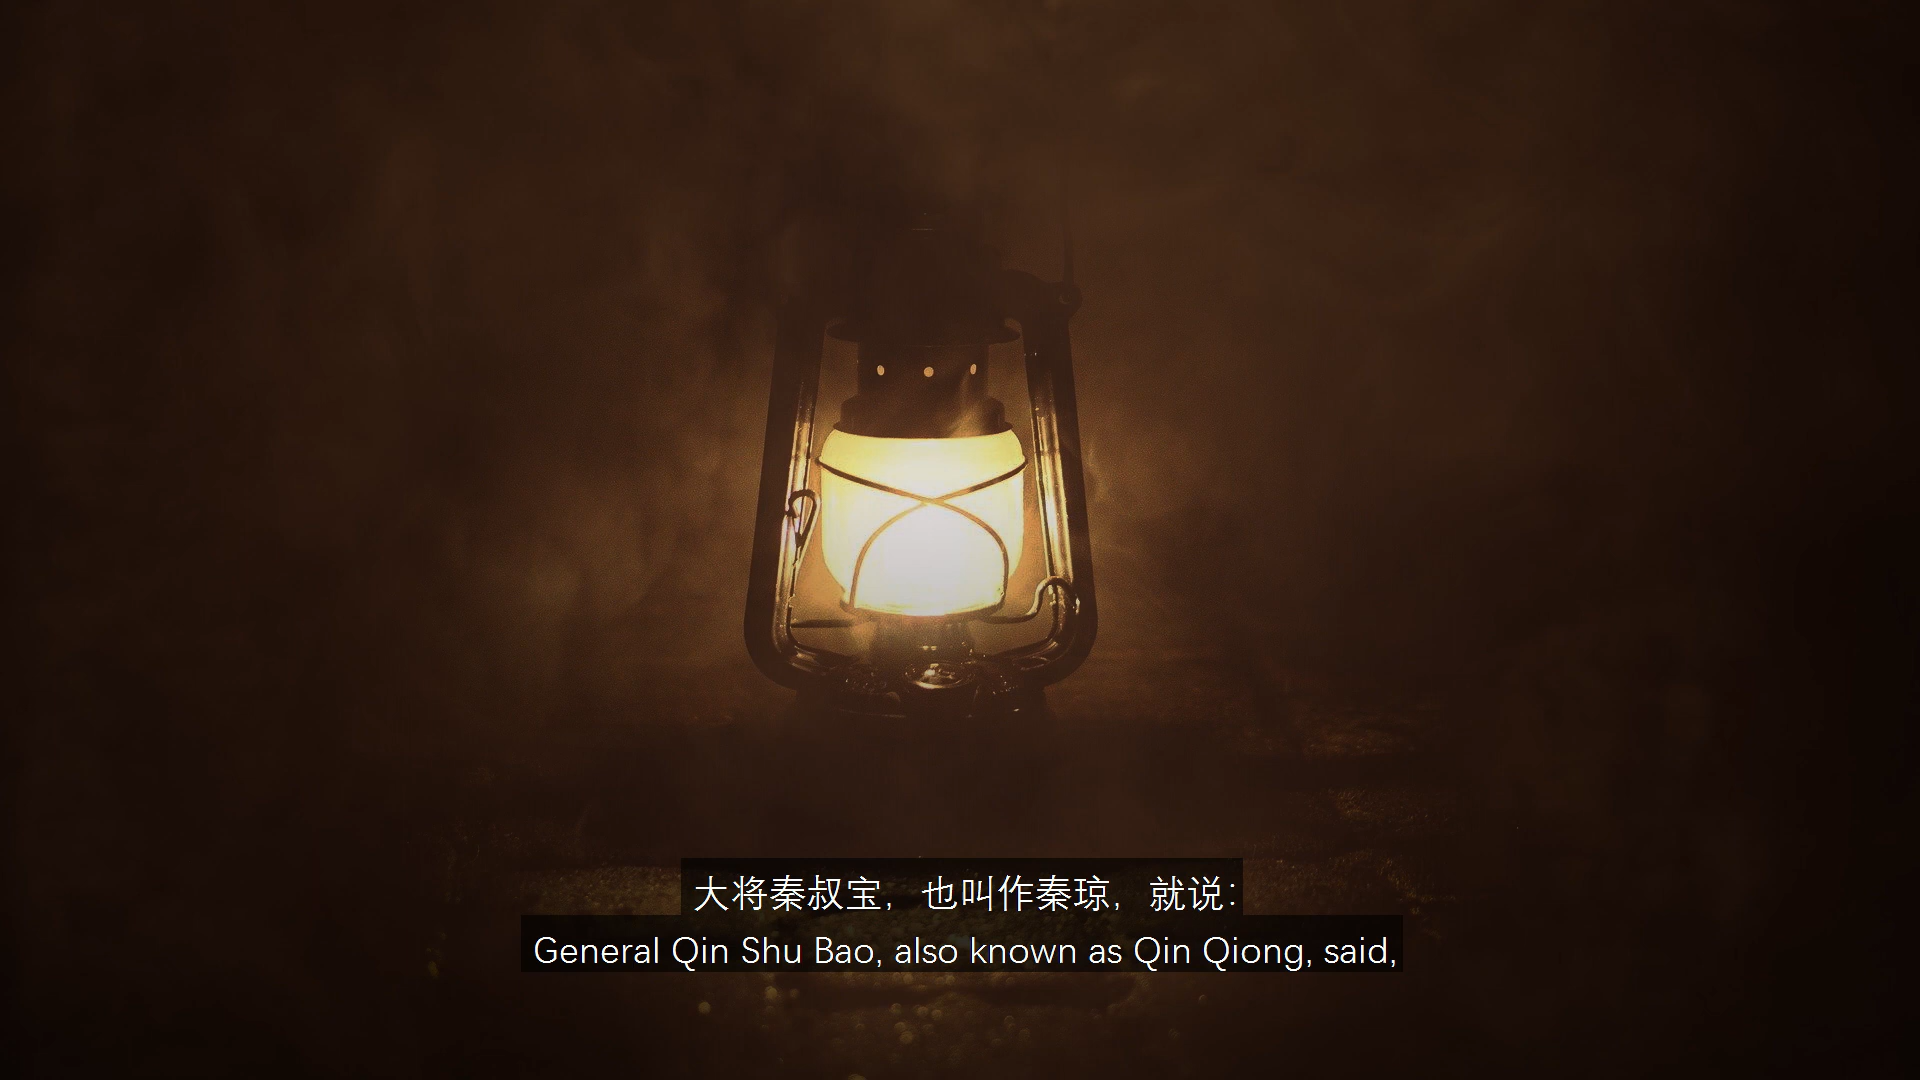 大将秦叔宝，也叫作秦琼，就说：
General Qin Shu Bao, also known as Qin Qiong, said,